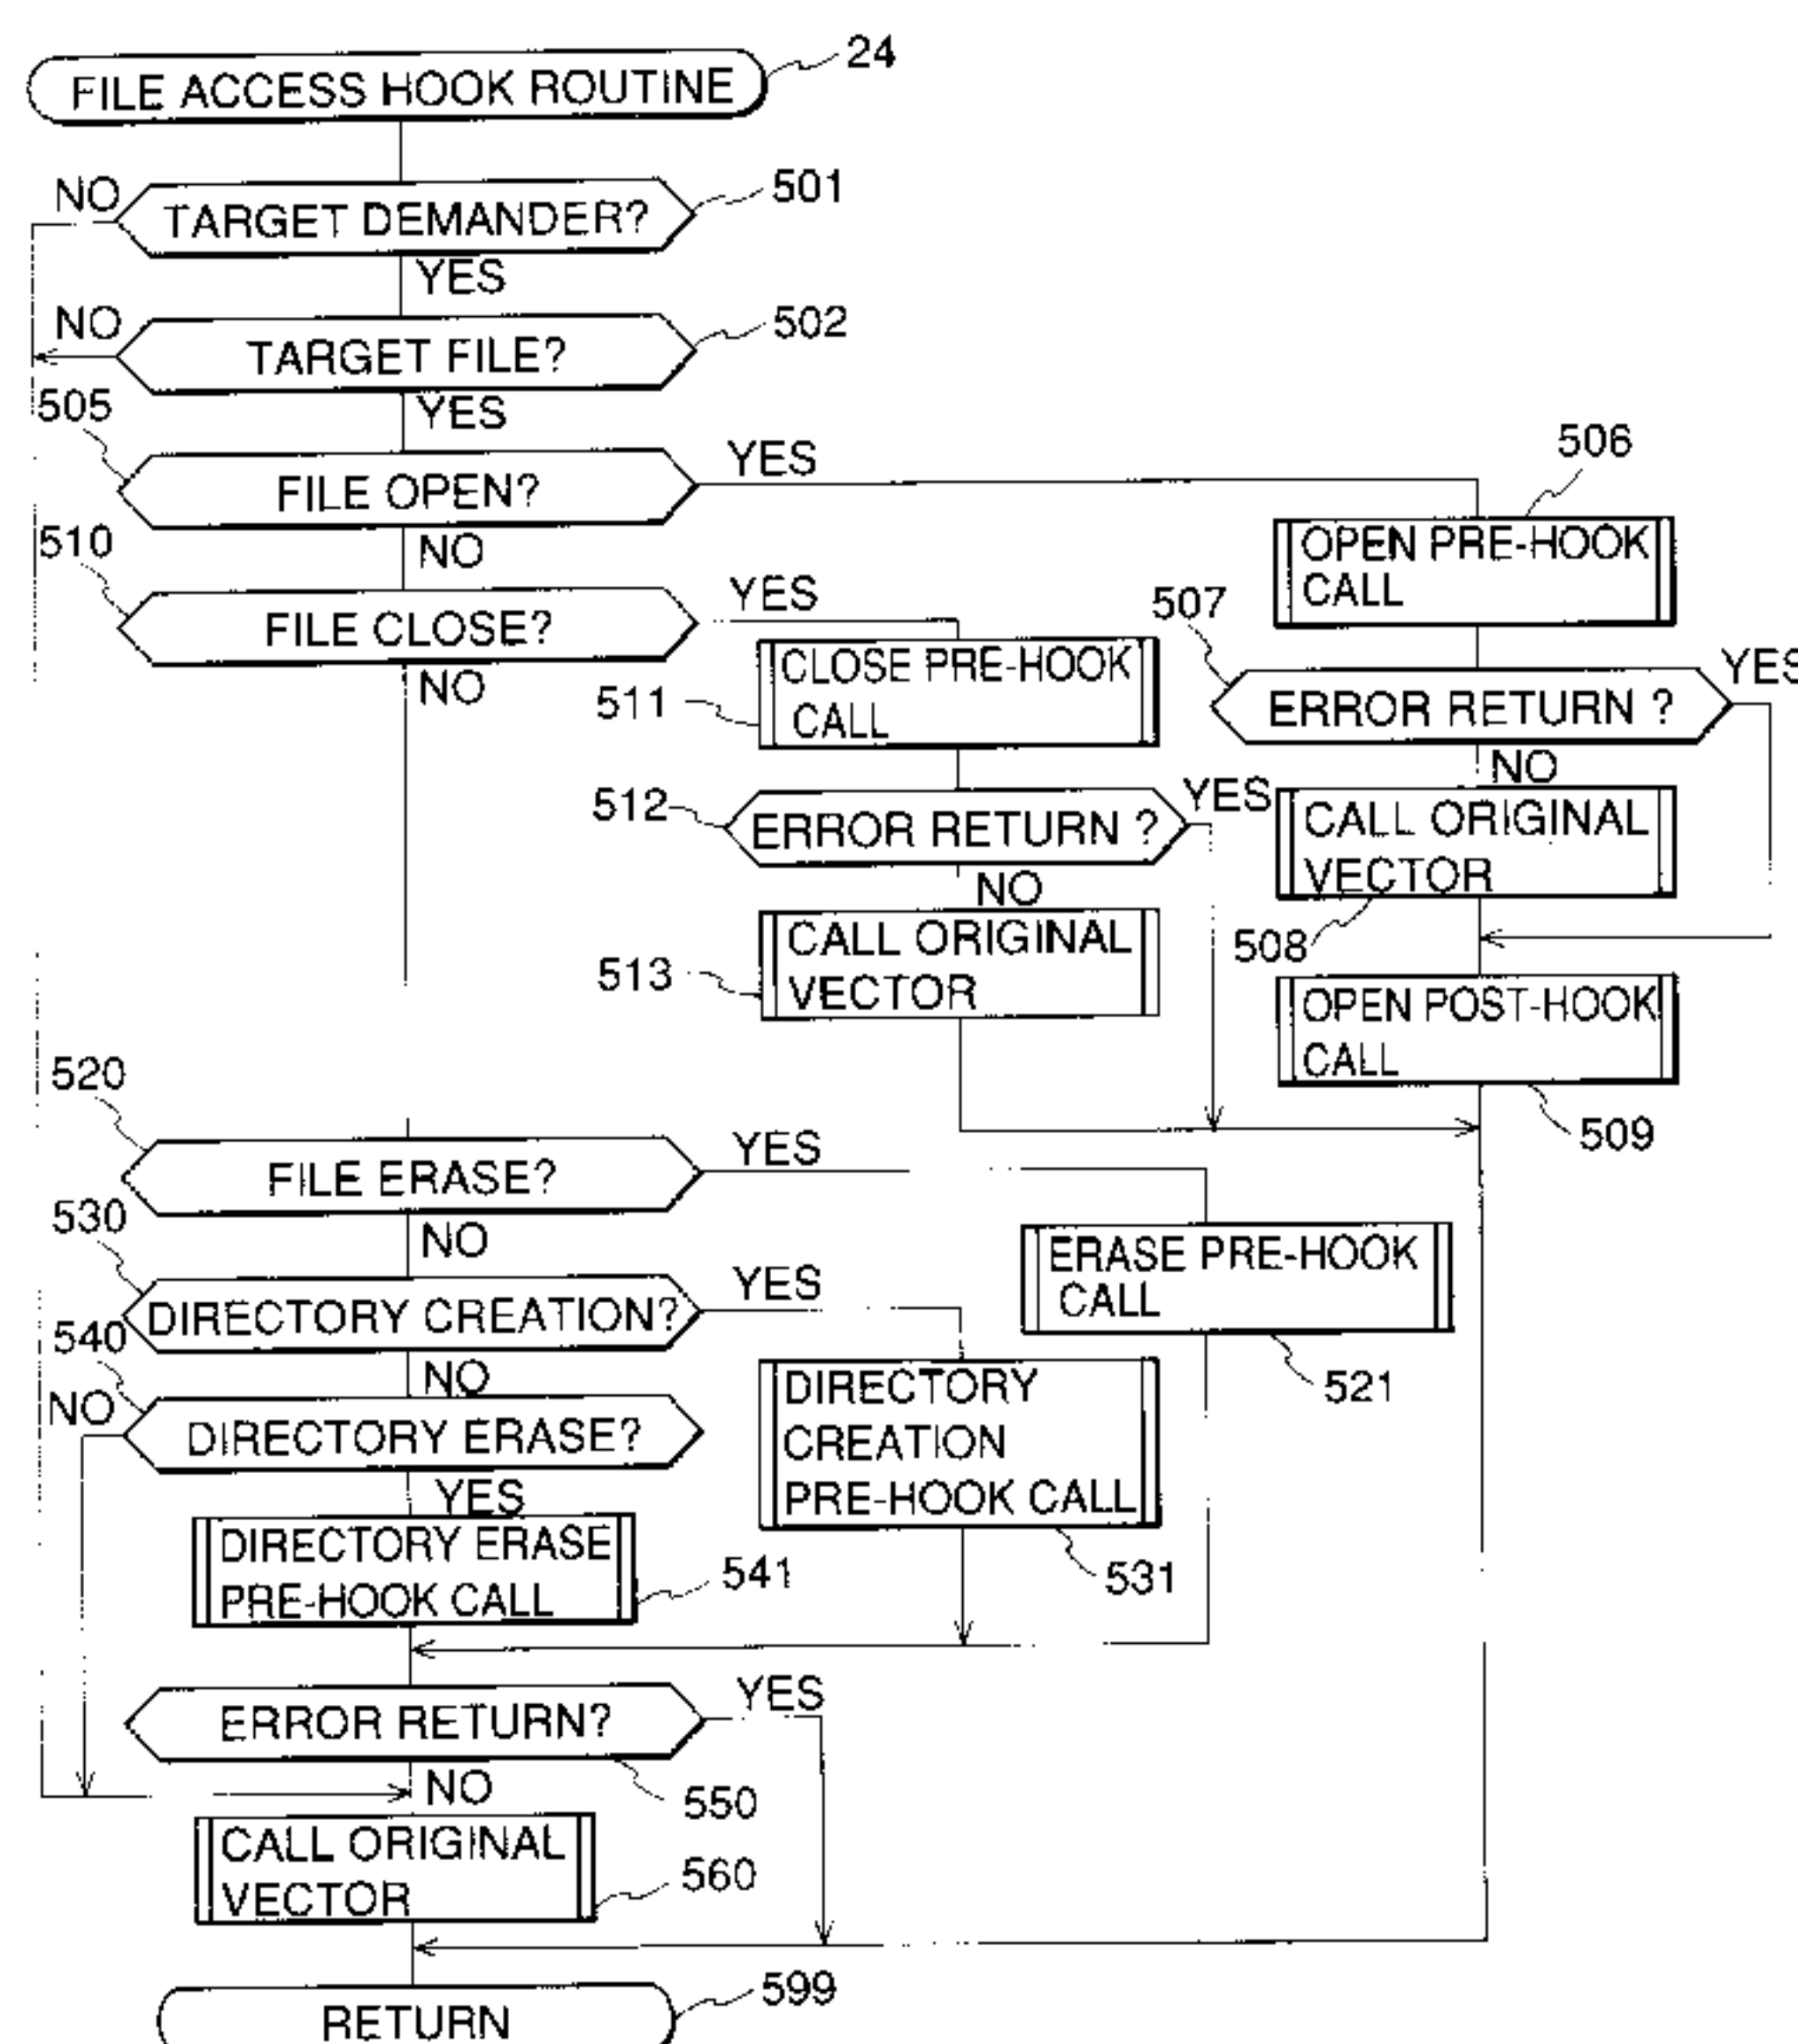 FILE ACCESS HOOK ROUTINE
24
NO
TARGET DEMANDER?
501
YES
NO
TARGET FILE?
502
YES
505
FILE OPEN?
YES
NO
506
OPEN PRE-HOOK
CALL
510
FILE CLOSE?
YES
NO
507
ERROR RETURN ?
YES
NO
511
CLOSE PRE-HOOK
CALL
512
ERROR RETURN ?
YES
NO
CALL ORIGINAL
VECTOR
508
513
CALL ORIGINAL
VECTOR
OPEN POST-HOOK
CALL
509
520
FILE ERASE?
YES
NO
ERASE PRE-HOOK
CALL
521
530
DIRECTORY CREATION?
YES
NO
DIRECTORY
CREATION
PRE-HOOK CALL
531
540
NO
DIRECTORY ERASE?
YES
DIRECTORY ERASE
PRE-HOOK CALL
541
ERROR RETURN?
YES
NO
550
CALL ORIGINAL
VECTOR
560
RETURN
599